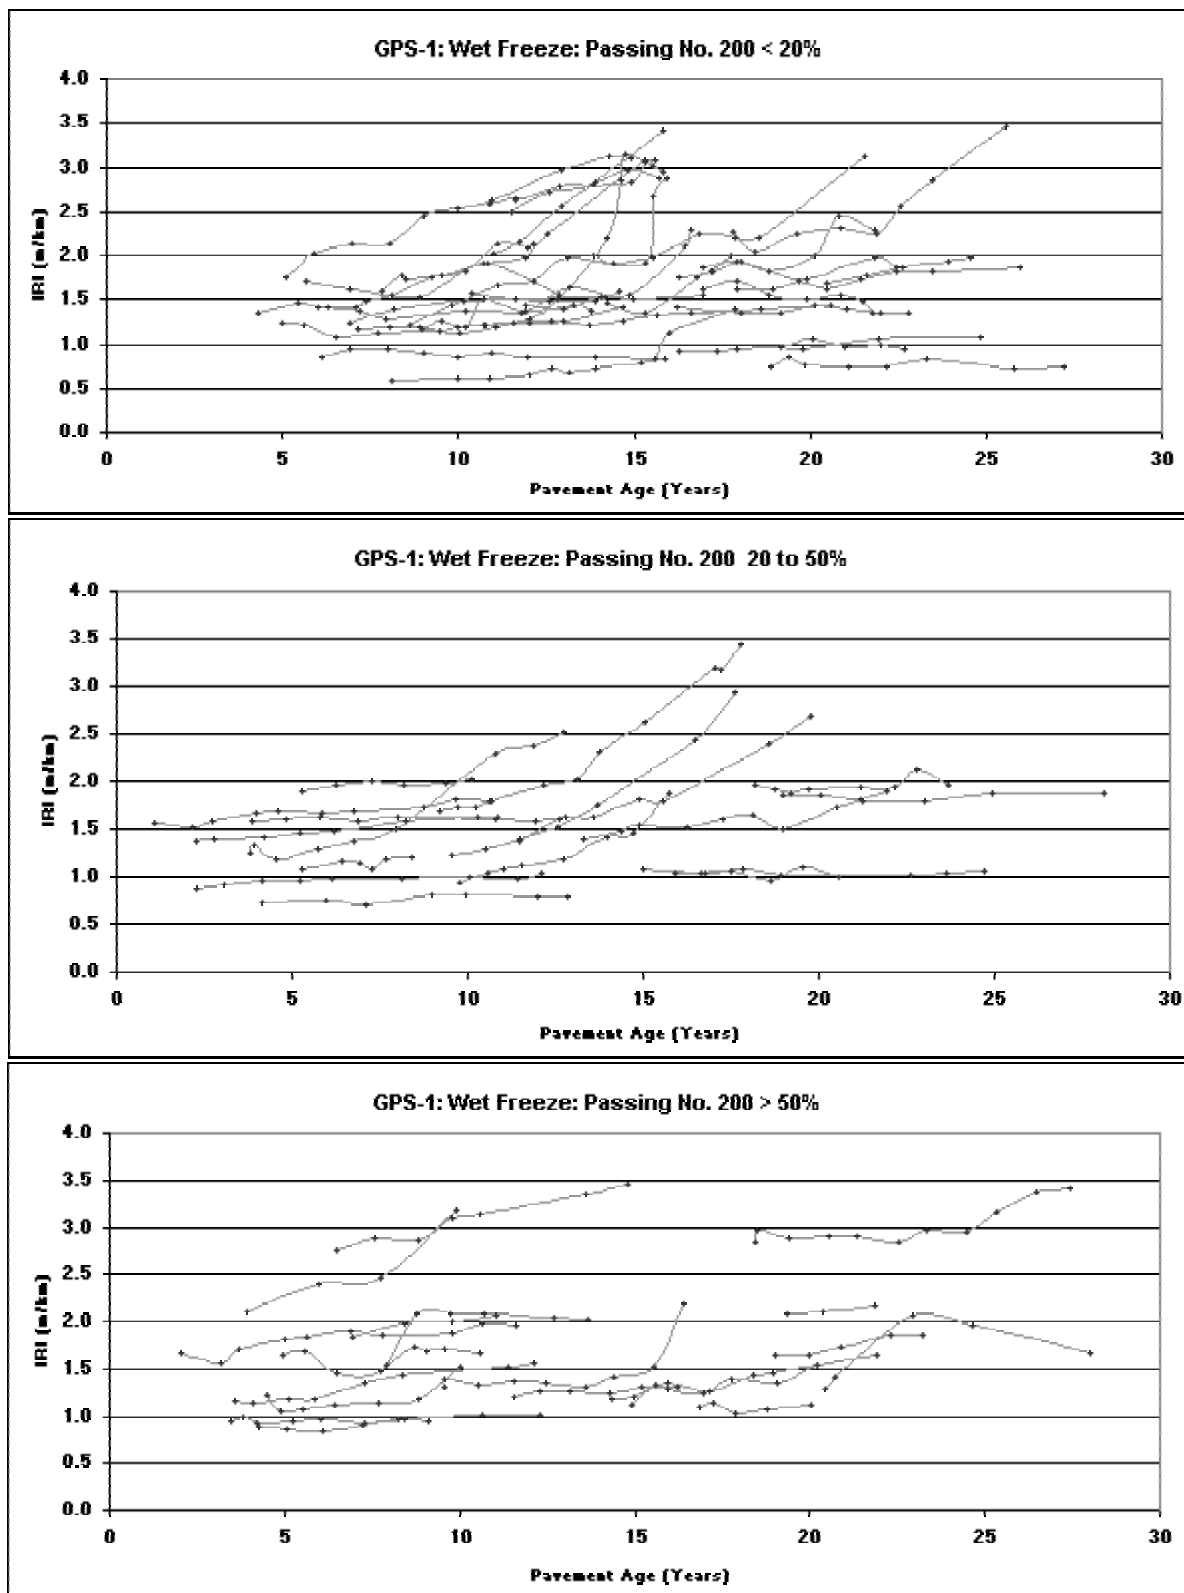 GPS-1: Wet Freeze: Passing No. 200 < 20%
4.0
3.5
3.0
2.5
2.0
1.5
1.0
0.5
0.0
IRI (m/km)
0 5 10 15 20 25 30
Pavement Age (Years)
GPS-1: Wet Freeze: Passing No. 200 20 to 50%
4.0
3.5
3.0
2.5
2.0
1.5
1.0
0.5
0.0
IRI (m/km)
0 5 10 15 20 25 30
Pavement Age (Years)
GPS-1: Wet Freeze: Passing No. 200 > 50%
4.0
3.5
3.0
2.5
2.0
1.5
1.0
0.5
0.0
IRI (m/km)
0 5 10 15 20 25 30
Pavement Age (Years)